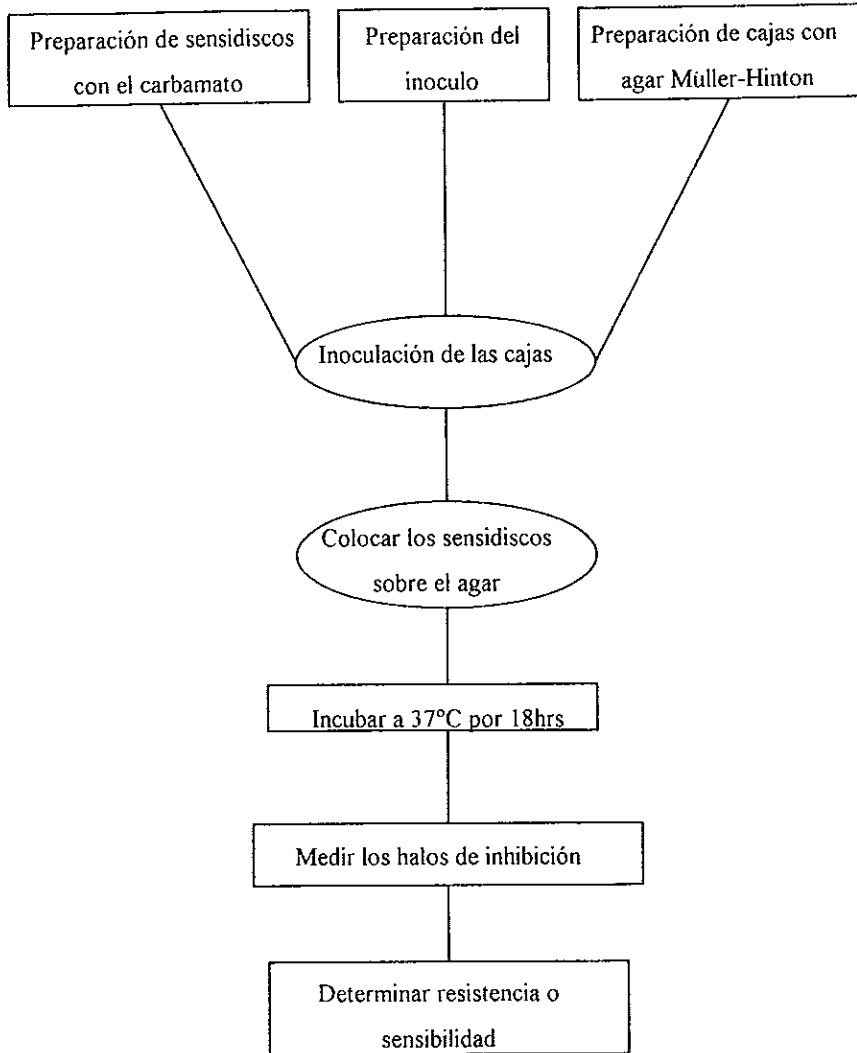 Preparación de sensidiscos
con el carbamato
Preparación del
inoculo
Preparación de cajas con
agar Müller-Hinton
Inoculación de las cajas
Colocar los sensidiscos
sobre el agar
Incubar a 37°C por 18hrs
Medir los halos de inhibición
Determinar resistencia o
sensibilidad